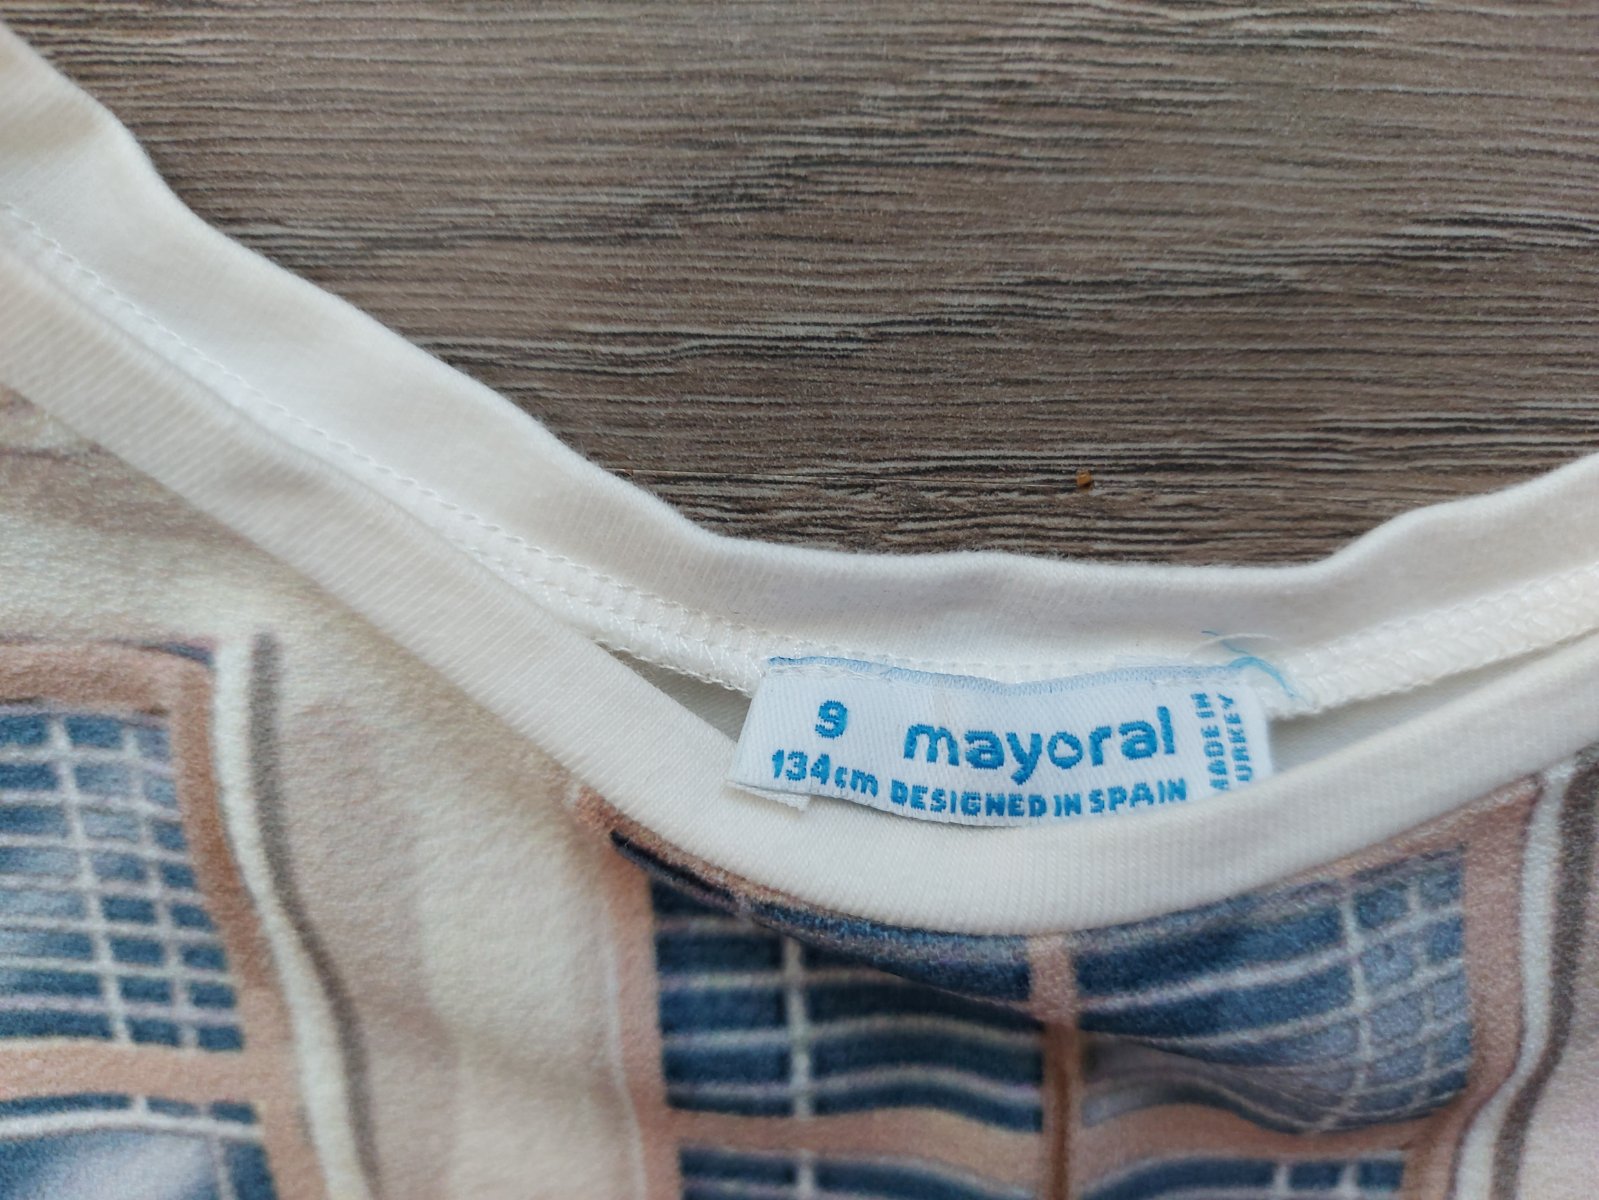 9
134cm
mayoral
DESIGNED IN SPAIN
MADE IN
TURKEY